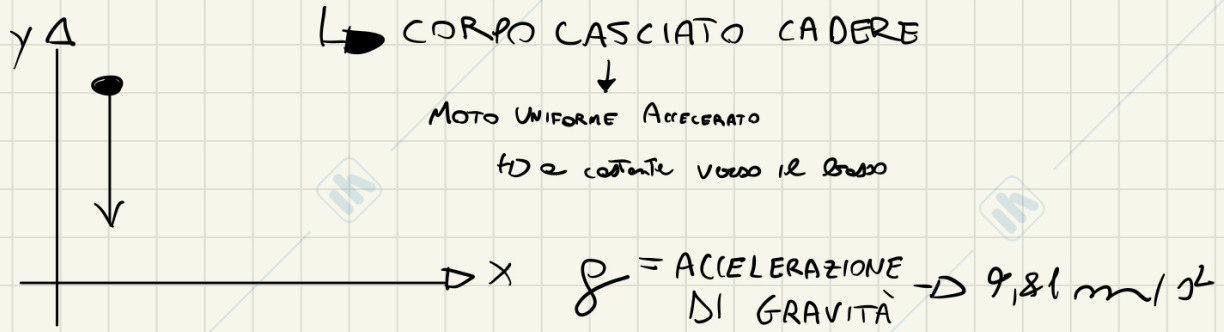 y
CORPO LASCIATO CADERE
MOTO UNIFORME ACCELERATO
a costante verso il basso
x
g = ACCELERAZIONE DI GRAVITÀ → 9,81 m/s²